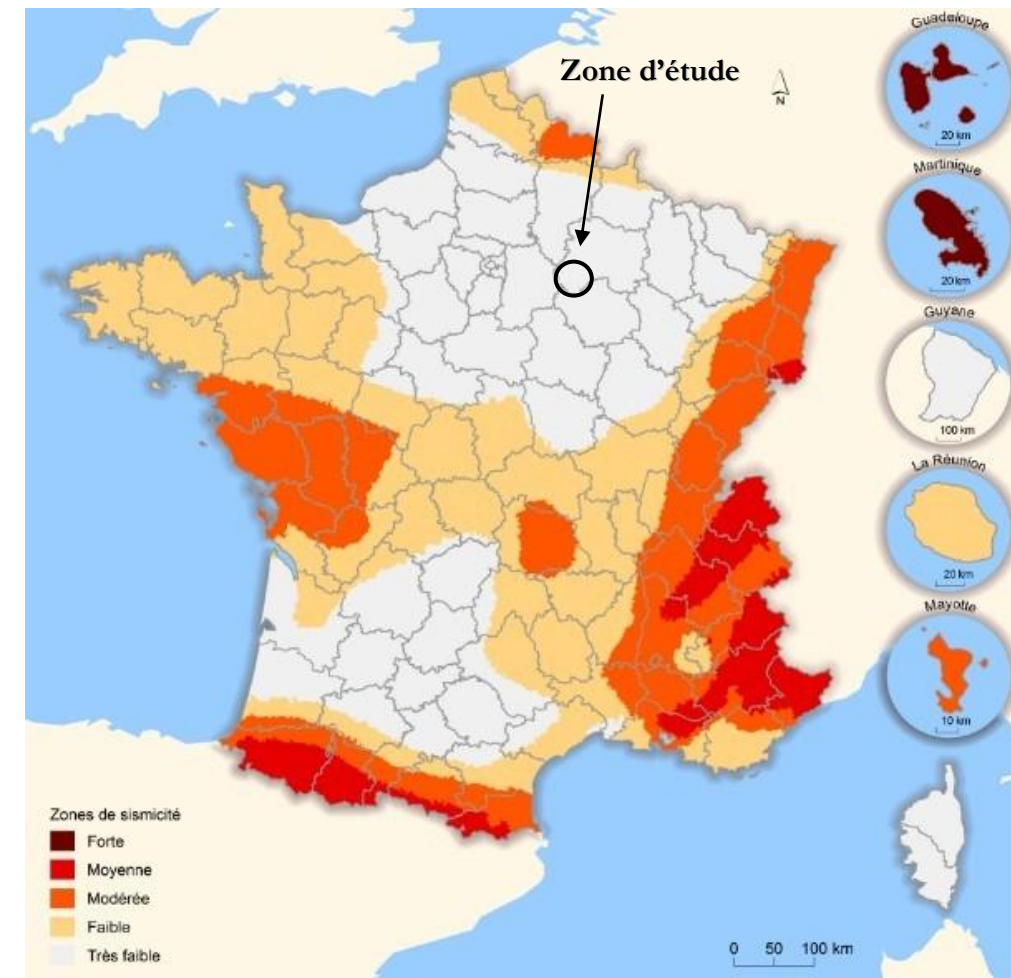 Zone d'étude
N
Guadeloupe
20 km
Martinique
20 km
Guyane
100 km
La Réunion
20 km
Mayotte
10 km
Zones de sismicité
Forte
Moyenne
Modérée
Faible
Très faible
0 50 100 km